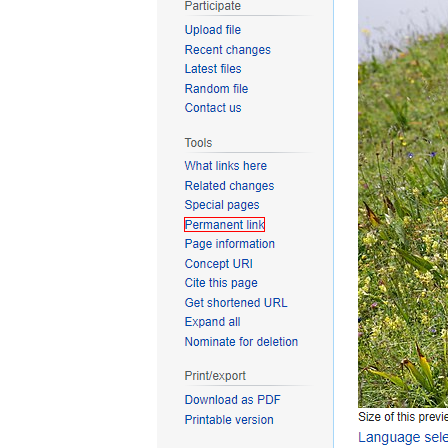 Participate
Upload file
Recent changes
Latest files
Random file
Contact us
Tools
What links here
Related changes
Special pages
Permanent link
Page information
Concept URI
Cite this page
Get shortened URL
Expand all
Nominate for deletion
Print/export
Download as PDF
Printable version
Size of this previe
Language sele